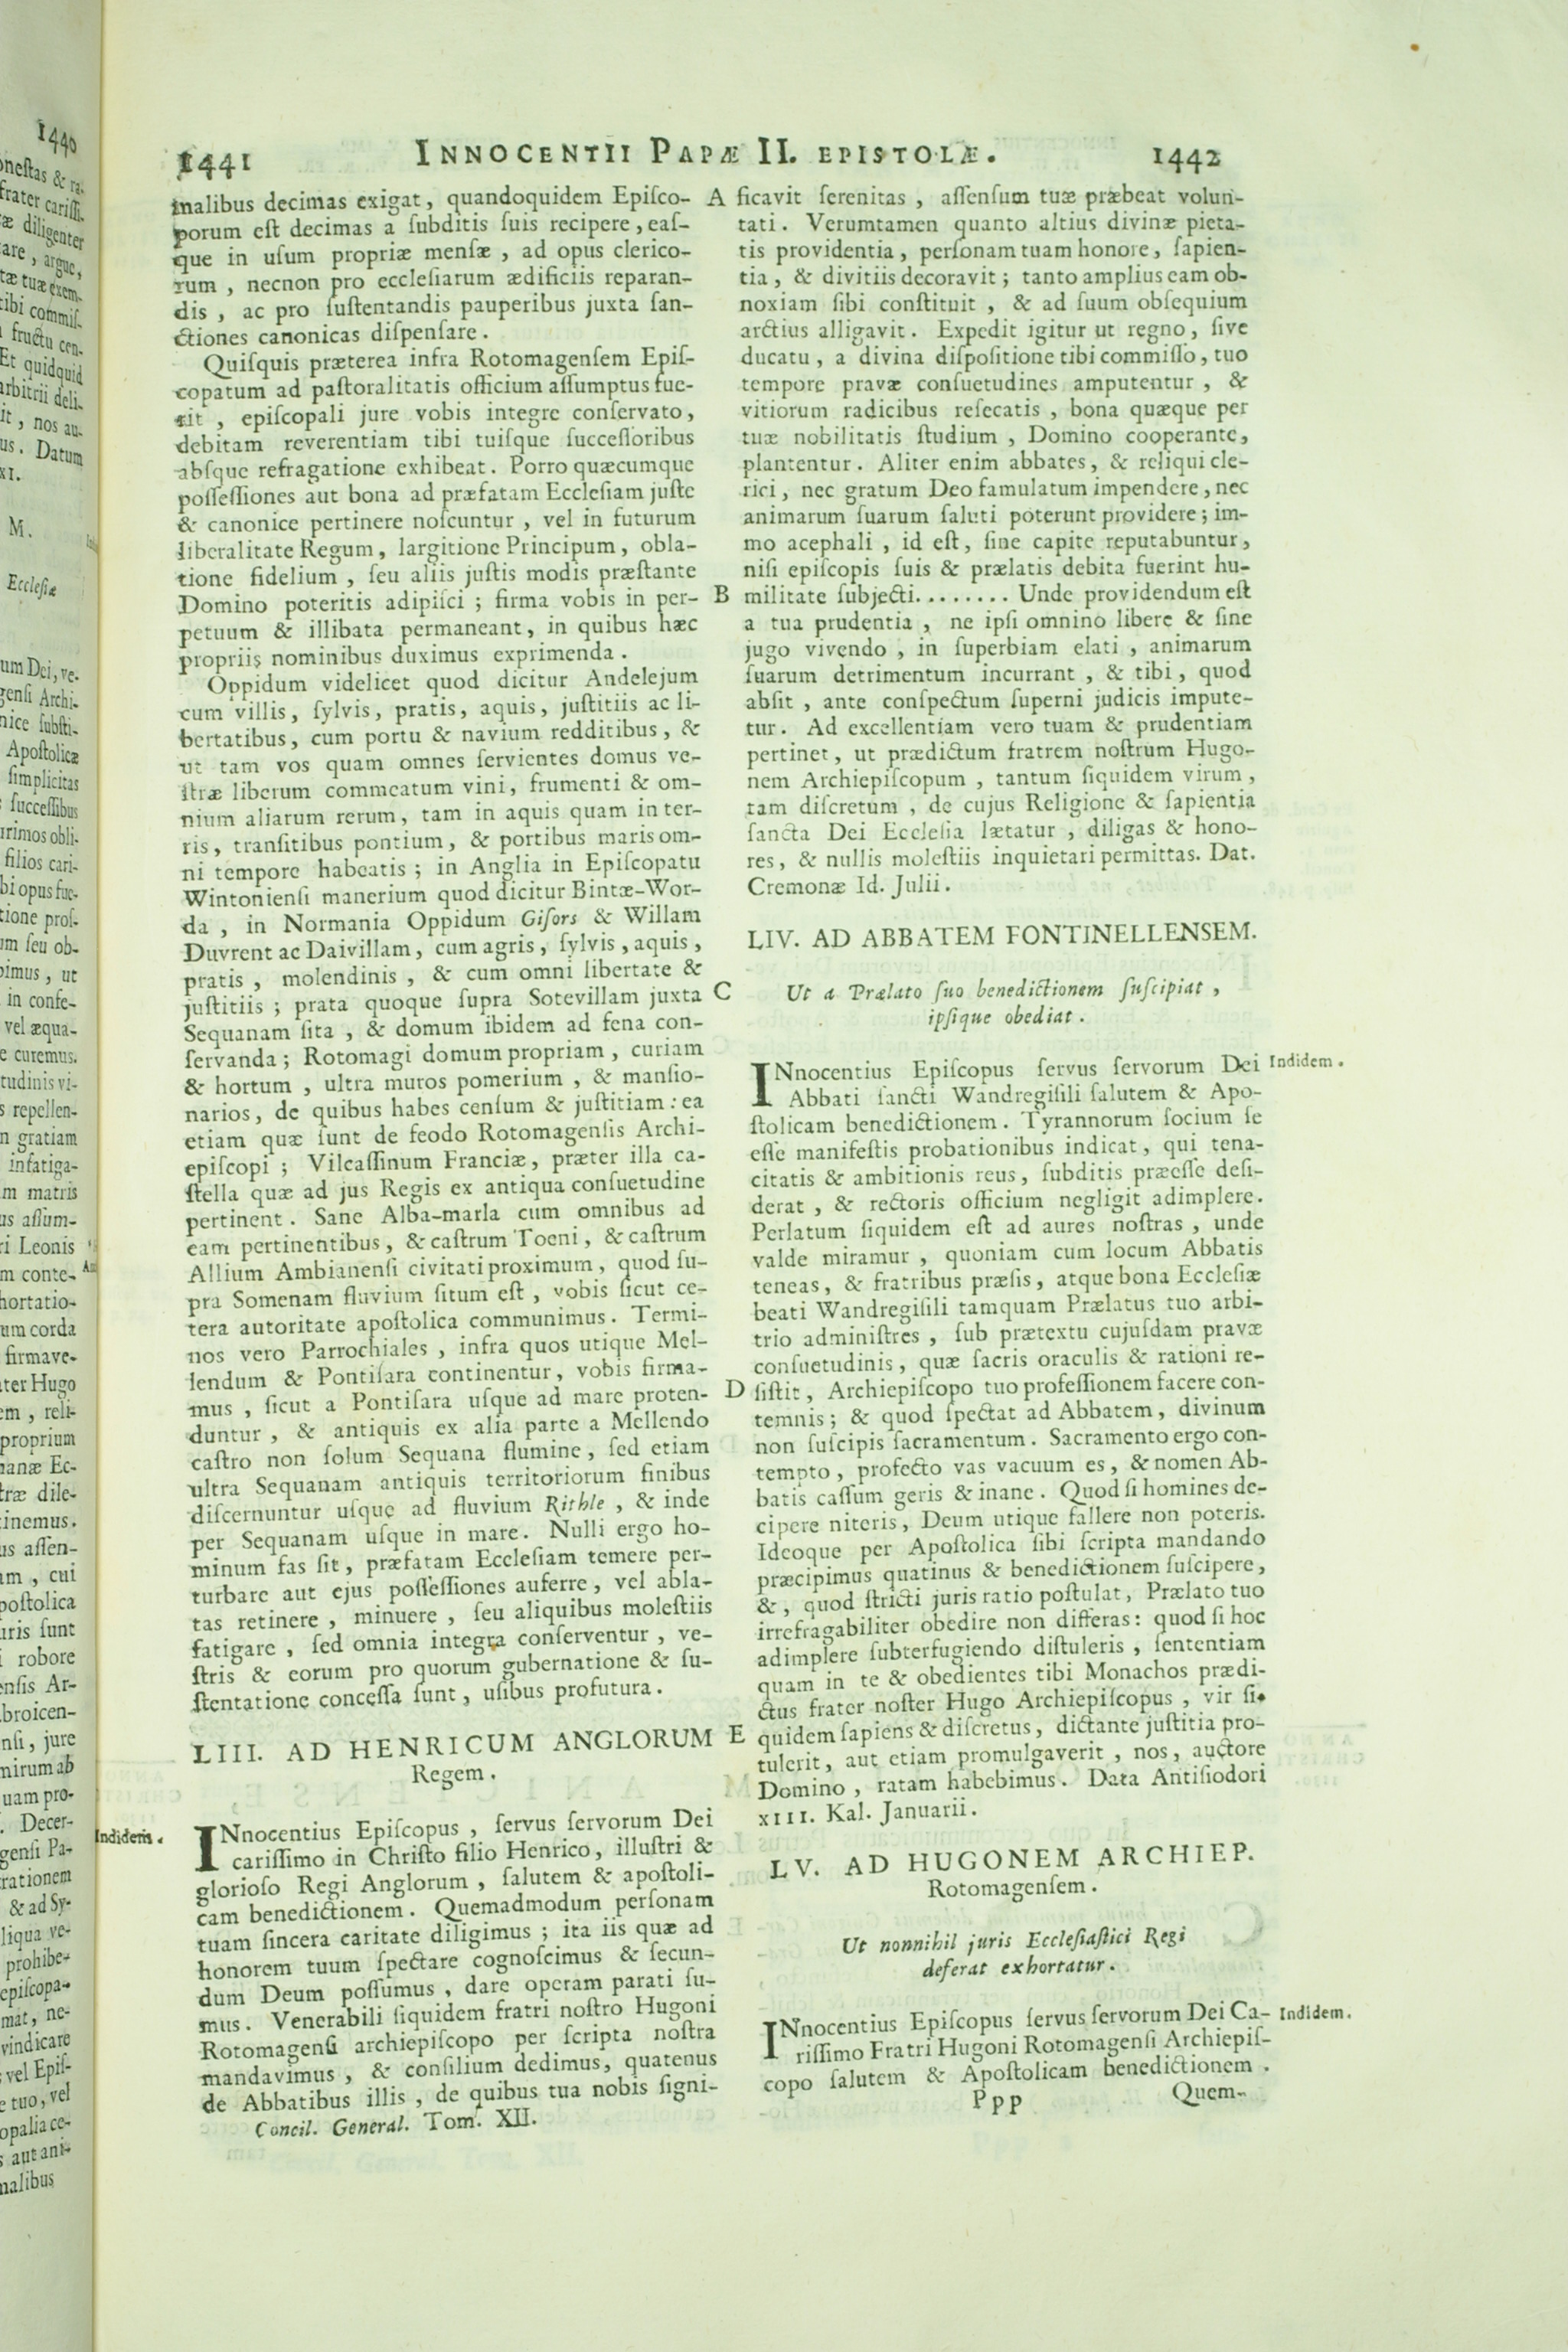 1441 INNOCENTII PAPÆ II. EPISTOLÆ. 1442
malibus decimas exigat, quandoquidem Epiſco-
porum eſt decimas a ſubditis ſuis recipere, eaſ-
que in uſum propriæ menſæ, ad opus clerico-
rum, necnon pro eccleſiarum ædificiis reparan-
dis, ac pro ſuſtentandis pauperibus juxta ſan-
ctiones canonicas diſpenſare.
Quiſquis præterea infra Rotomagenſem Epiſ-
copatum ad paſtoralitatis officium aſſumptus fue-
rit, epiſcopali jure vobis integre conſervato,
debitam reverentiam tibi tuiſque ſucceſſoribus
abſque refragatione exhibeat. Porro quæcumque
poſſeſſiones aut bona ad præfatam Eccleſiam juſte
& canonice pertinere noſcuntur, vel in futurum
liberalitate Regum, largitione Principum, obla-
tione fidelium, ſeu aliis juſtis modis præſtante
Domino poteritis adipiſci; firma vobis in per-
petuum & illibata permaneant, in quibus hæc
propriis nominibus duximus exprimenda.
Oppidum videlicet quod dicitur Andelejum
cum villis, ſylvis, pratis, aquis, juſtitiis ac li-
bertatibus, cum portu & navium redditibus, &
ut tam vos quam omnes ſervientes domus ve-
ſtræ liberum commeatum vini, frumenti & om-
nium aliarum rerum, tam in aquis quam in ter-
ris, tranſitibus pontium, & portibus maris om-
ni tempore habeatis; in Anglia in Epiſcopatu
Wintonienſi manerium quod dicitur Bintæ-Wor-
da, in Normania Oppidum Giſors & Willam
Duvrent ac Daivillam, cum agris, ſylvis, aquis,
pratis, molendinis, & cum omni libertate &
juſtitiis; prata quoque ſupra Sotevillam juxta
Sequanam ſita, & domum ibidem ad fena con-
ſervanda; Rotomagi domum propriam, curiam
& hortum, ultra muros pomerium, & manſio-
narios, de quibus habes cenſum & juſtitiam: ea
etiam quæ ſunt de feodo Rotomagenſis Archi-
epiſcopi; Vilcaſſinum Franciæ, præter illa ca-
ſtella quæ ad jus Regis ex antiqua conſuetudine
pertinent. Sane Alba-marla cum omnibus ad
eam pertinentibus, & caſtrum Toeni, & caſtrum
Allium Ambianenſi civitati proximum, quod ſu-
pra Somenam fluvium ſitum eſt, vobis ſicut ce-
tera autoritate apoſtolica communimus. Termi-
nos vero Parrochiales, infra quos utique Mel-
lendum & Pontiſara continentur, vobis firma-
mus, ſicut a Pontiſara uſque ad mare proten-
duntur, & antiquis ex alia parte a Mellendo
caſtro non ſolum Sequana flumine, ſed etiam
ultra Sequanam antiquis territoriorum finibus
diſcernuntur uſque ad fluvium Rithle, & inde
per Sequanam uſque in mare. Nulli ergo ho-
minum fas ſit, præfatam Eccleſiam temere per-
turbare aut ejus poſſeſſiones auferre, vel abla-
tas retinere, minuere, ſeu aliquibus moleſtiis
fatigare, ſed omnia integra conſerventur, ve-
ſtris & eorum pro quorum gubernatione & ſu-
ſtentatione conceſſa ſunt, uſibus profutura.
LIII. AD HENRICUM ANGLORUM
Regem.
Indidem.
INnocentius Epiſcopus, ſervus ſervorum Dei
cariſſimo in Chriſto filio Henrico, illuſtri &
glorioſo Regi Anglorum, ſalutem & apoſtoli-
cam benedictionem. Quemadmodum perſonam
tuam ſincera caritate diligimus; ita iis quæ ad
honorem tuum ſpectare cognoſcimus & ſecun-
dum Deum poſſumus, dare operam parati ſu-
mus. Venerabili ſiquidem fratri noſtro Hugoni
Rotomagenſi archiepiſcopo per ſcripta noſtra
mandavimus, & conſilium dedimus, quatenus
de Abbatibus illis, de quibus tua nobis ſigni-
Concil. General. Tom. XII.
A
B
C
D
E
ficavit ſerenitas, aſſenſum tuæ præbeat volun-
tati. Verumtamen quanto altius divinæ pieta-
tis providentia, perſonam tuam honore, ſapien-
tia, & divitiis decoravit; tanto amplius eam ob-
noxiam ſibi conſtituit, & ad ſuum obſequium
arctius alligavit. Expedit igitur ut regno, ſive
ducatu, a divina diſpoſitione tibi commiſſo, tuo
tempore pravæ conſuetudines amputentur, &
vitiorum radicibus reſecatis, bona quæque per
tuæ nobilitatis ſtudium, Domino cooperante,
plantentur. Aliter enim abbates, & reliqui cle-
rici, nec gratum Deo famulatum impendere, nec
animarum ſuarum ſaluti poterunt providere; im-
mo acephali, id eſt, ſine capite reputabuntur,
niſi epiſcopis ſuis & prælatis debita fuerint hu-
militate ſubjecti........ Unde providendum eſt
a tua prudentia, ne ipſi omnino libere & ſine
jugo vivendo, in ſuperbiam elati, animarum
ſuarum detrimentum incurrant, & tibi, quod
abſit, ante conſpectum ſuperni judicis impute-
tur. Ad excellentiam vero tuam & prudentiam
pertinet, ut prædictum fratrem noſtrum Hugo-
nem Archiepiſcopum, tantum ſiquidem virum,
tam diſcretum, de cujus Religione & ſapientia
ſancta Dei Eccleſia lætatur, diligas & hono-
res, & nullis moleſtiis inquietari permittas. Dat.
Cremonæ Id. Julii.
LIV. AD ABBATEM FONTINELLENSEM.
Ut a Prælato ſuo benedictionem ſuſcipiat,
ipſique obediat.
INnocentius Epiſcopus ſervus ſervorum Dei
Indidem.
Abbati ſancti Wandregiſili ſalutem & Apo-
ſtolicam benedictionem. Tyrannorum ſocium ſe
eſſe manifeſtis probationibus indicat, qui tena-
citatis & ambitionis reus, ſubditis præeſſe deſi-
derat, & rectoris officium negligit adimplere.
Perlatum ſiquidem eſt ad aures noſtras, unde
valde miramur, quoniam cum locum Abbatis
teneas, & fratribus præſis, atque bona Eccleſiæ
beati Wandregiſili tamquam Prælatus tuo arbi-
trio adminiſtres, ſub prætextu cujuſdam pravæ
conſuetudinis, quæ ſacris oraculis & rationi re-
ſiſtit, Archiepiſcopo tuo profeſſionem facere con-
temnis; & quod ſpectat ad Abbatem, divinum
non ſuſcipis ſacramentum. Sacramento ergo con-
tempto, profecto vas vacuum es, & nomen Ab-
batis caſſum geris & inane. Quod ſi homines de-
cipere niteris, Deum utique fallere non poteris.
Ideoque per Apoſtolica ſibi ſcripta mandando
præcipimus quatinus & benedictionem ſuſcipere,
&, quod ſtricti juris ratio poſtulat, Prælato tuo
irrefragabiliter obedire non differas: quod ſi hoc
adimplere ſubterfugiendo diſtuleris, ſententiam
quam in te & obedientes tibi Monachos prædi-
ctus frater noſter Hugo Archiepiſcopus, vir ſi-
quidem ſapiens & diſcretus, dictante juſtitia pro-
tulerit, aut etiam promulgaverit, nos, auctore
Domino, ratam habebimus. Data Antiſiodori
XIII. Kal. Januarii.
LV. AD HUGONEM ARCHIEP.
Rotomagenſem.
Ut nonnihil juris Eccleſiaſtici Regi
deferat exhortatur.
INnocentius Epiſcopus ſervus ſervorum Dei Ca-
Indidem.
riſſimo Fratri Hugoni Rotomagenſi Archiepiſ-
copo ſalutem & Apoſtolicam benedictionem.
Ppp Quem-